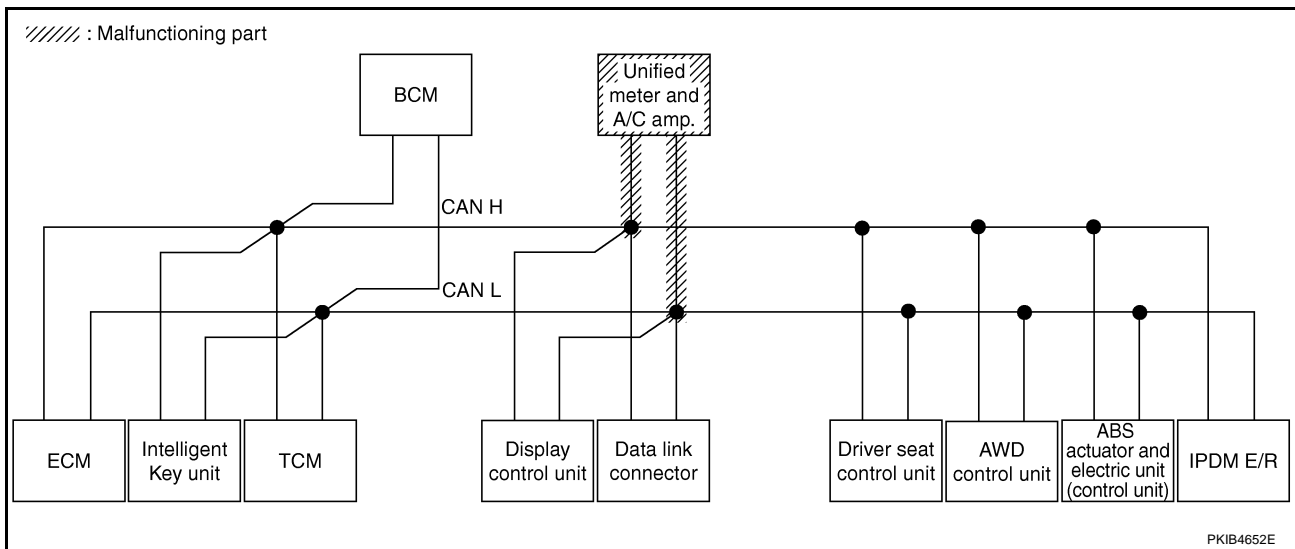 : Malfunctioning part
BCM
Unified
meter and
A/C amp.
CAN H
CAN L
ECM
Intelligent
Key unit
TCM
Display
control unit
Data link
connector
Driver seat
control unit
AWD
control unit
ABS
actuator and
electric unit
(control unit)
IPDM E/R
PKIB4652E